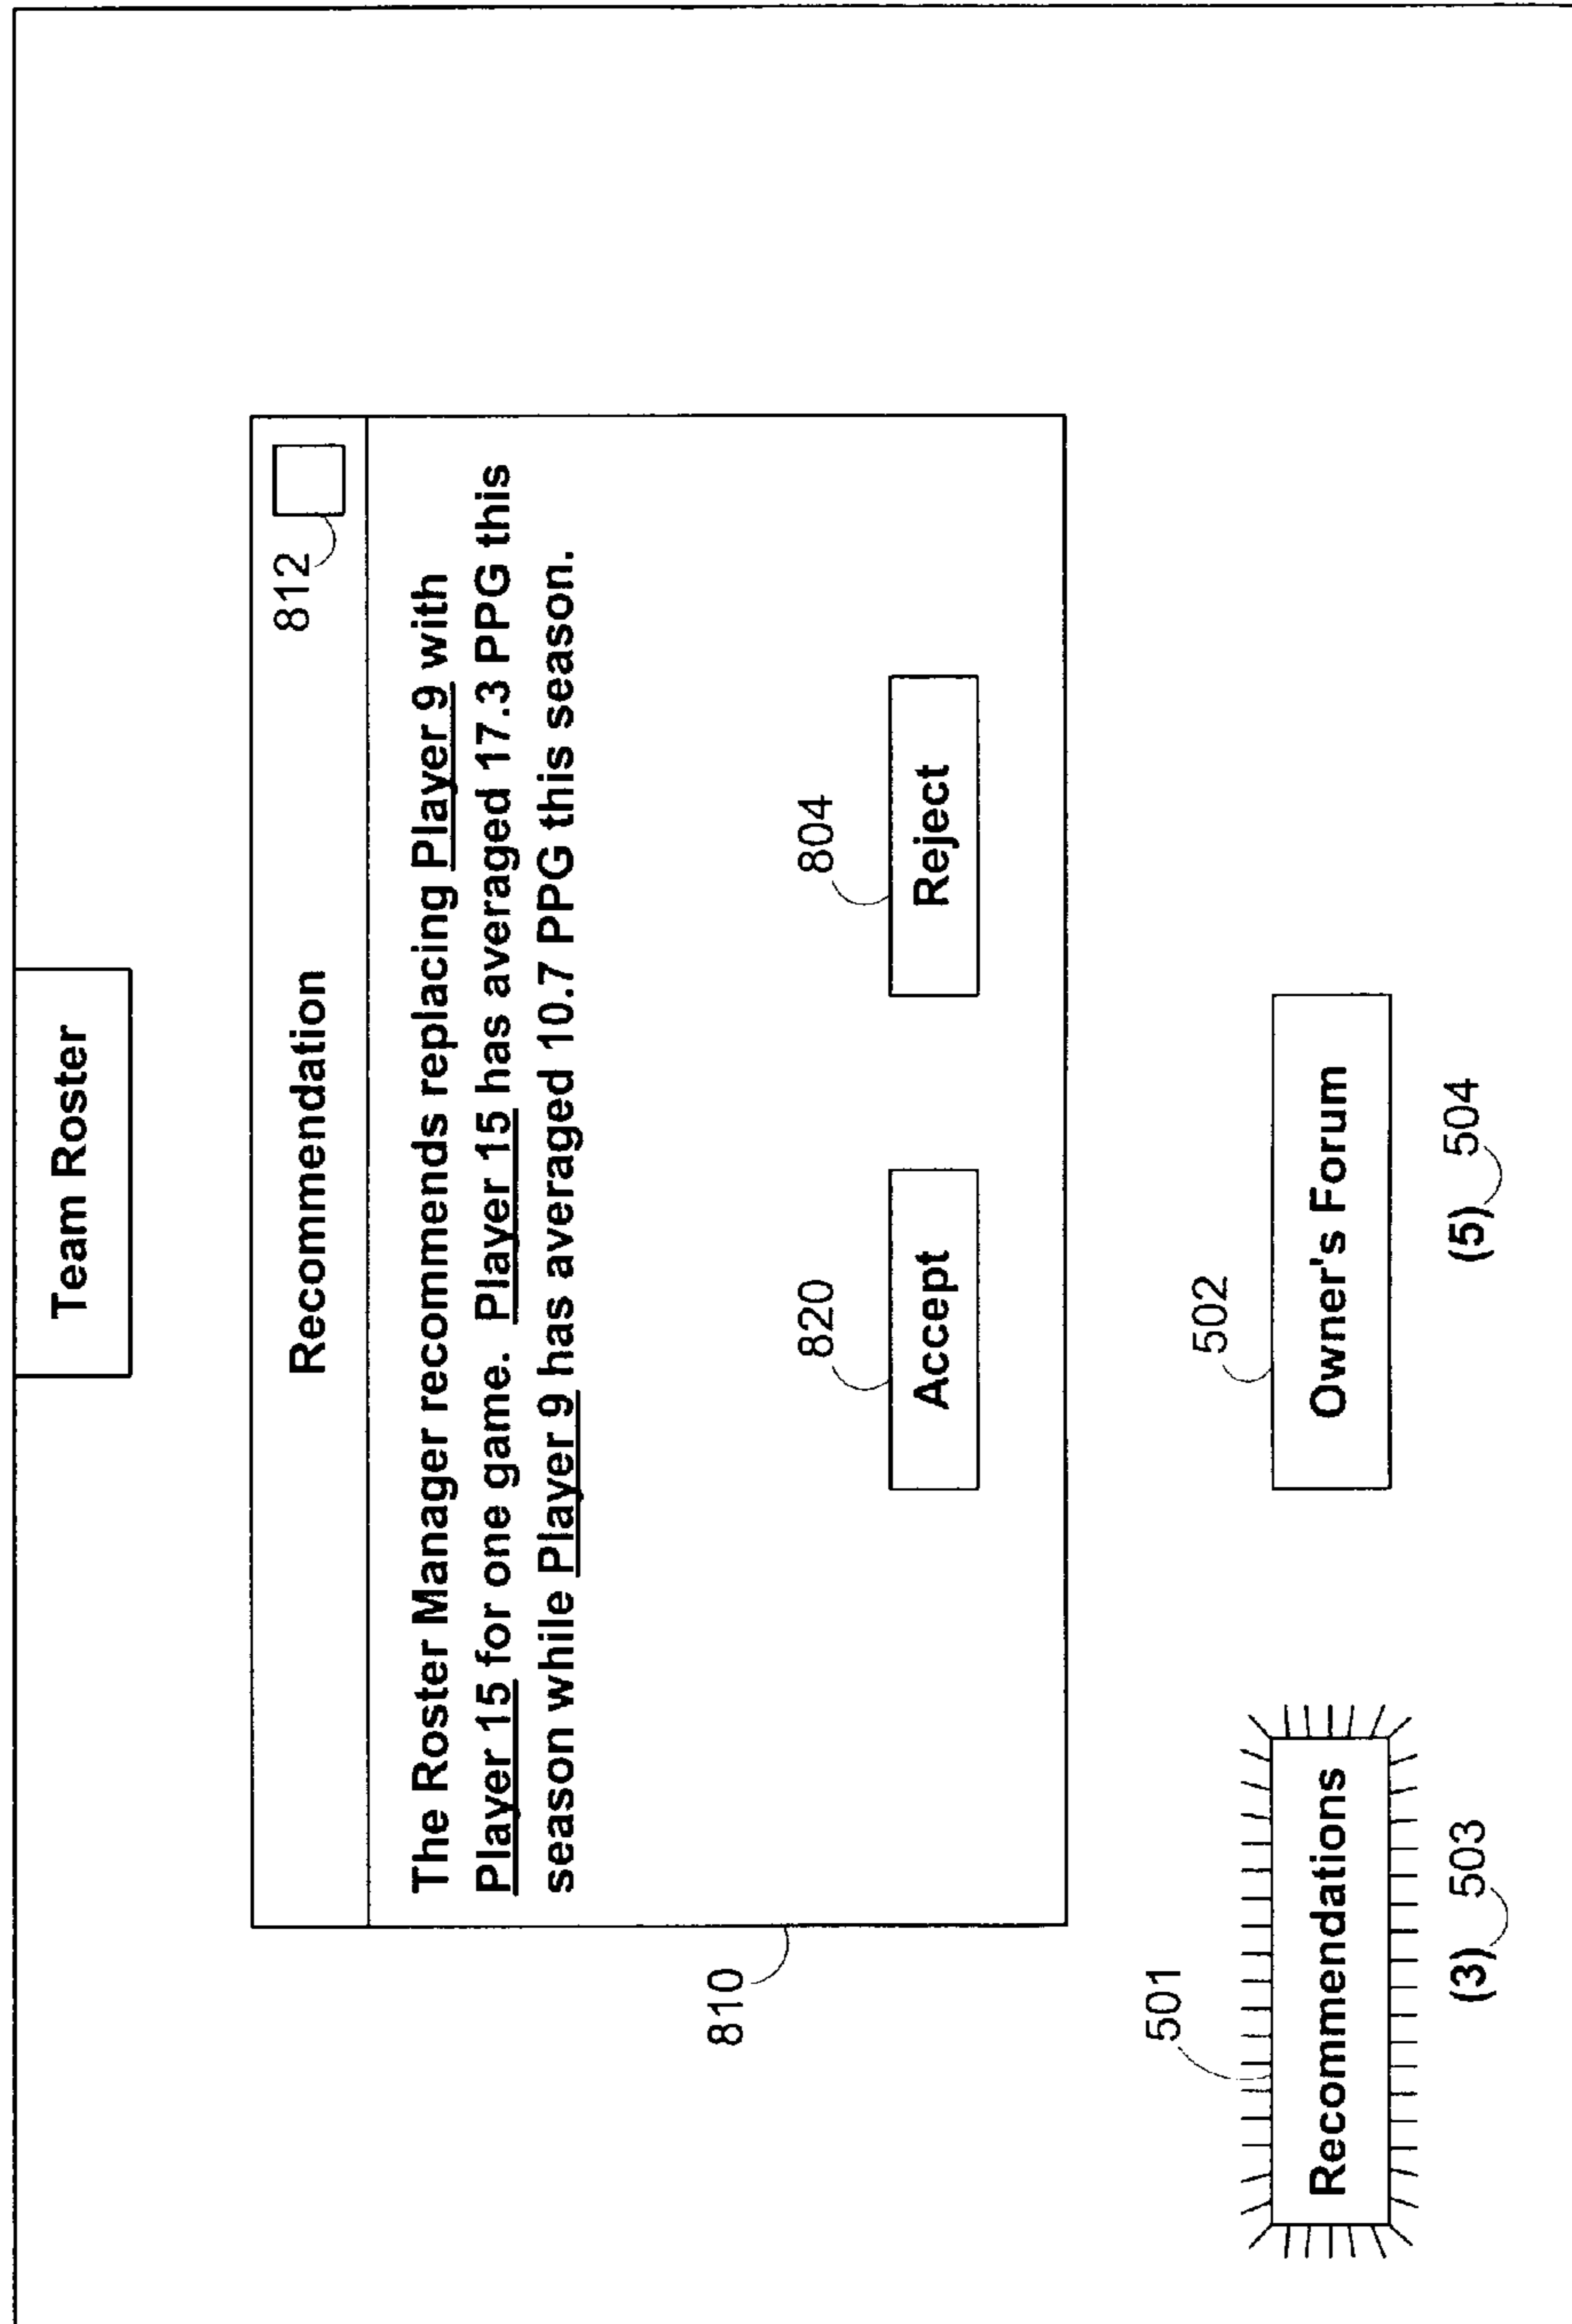 Team Roster
Recommendation
812
The Roster Manager recommends replacing Player 9 with
Player 15 for one game. Player 15 has averaged 17.3 PPG this
season while Player 9 has averaged 10.7 PPG this season.
810
820
804
Accept
Reject
501
502
Recommendations
Owner's Forum
(3) 503
(5) 504